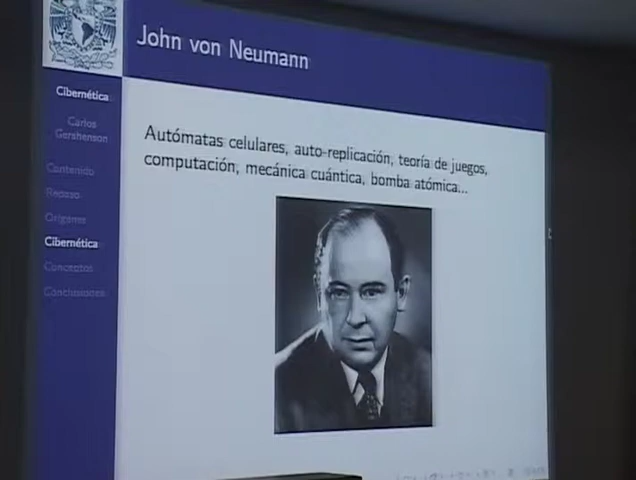 John von Neumann
Cibernética
Carlos
Gershenson
Contenido
Repaso
Orígenes
Cibernética
Conceptos
Conclusiones
Autómatas celulares, auto-replicación, teoría de juegos,
computación, mecánica cuántica, bomba atómica...